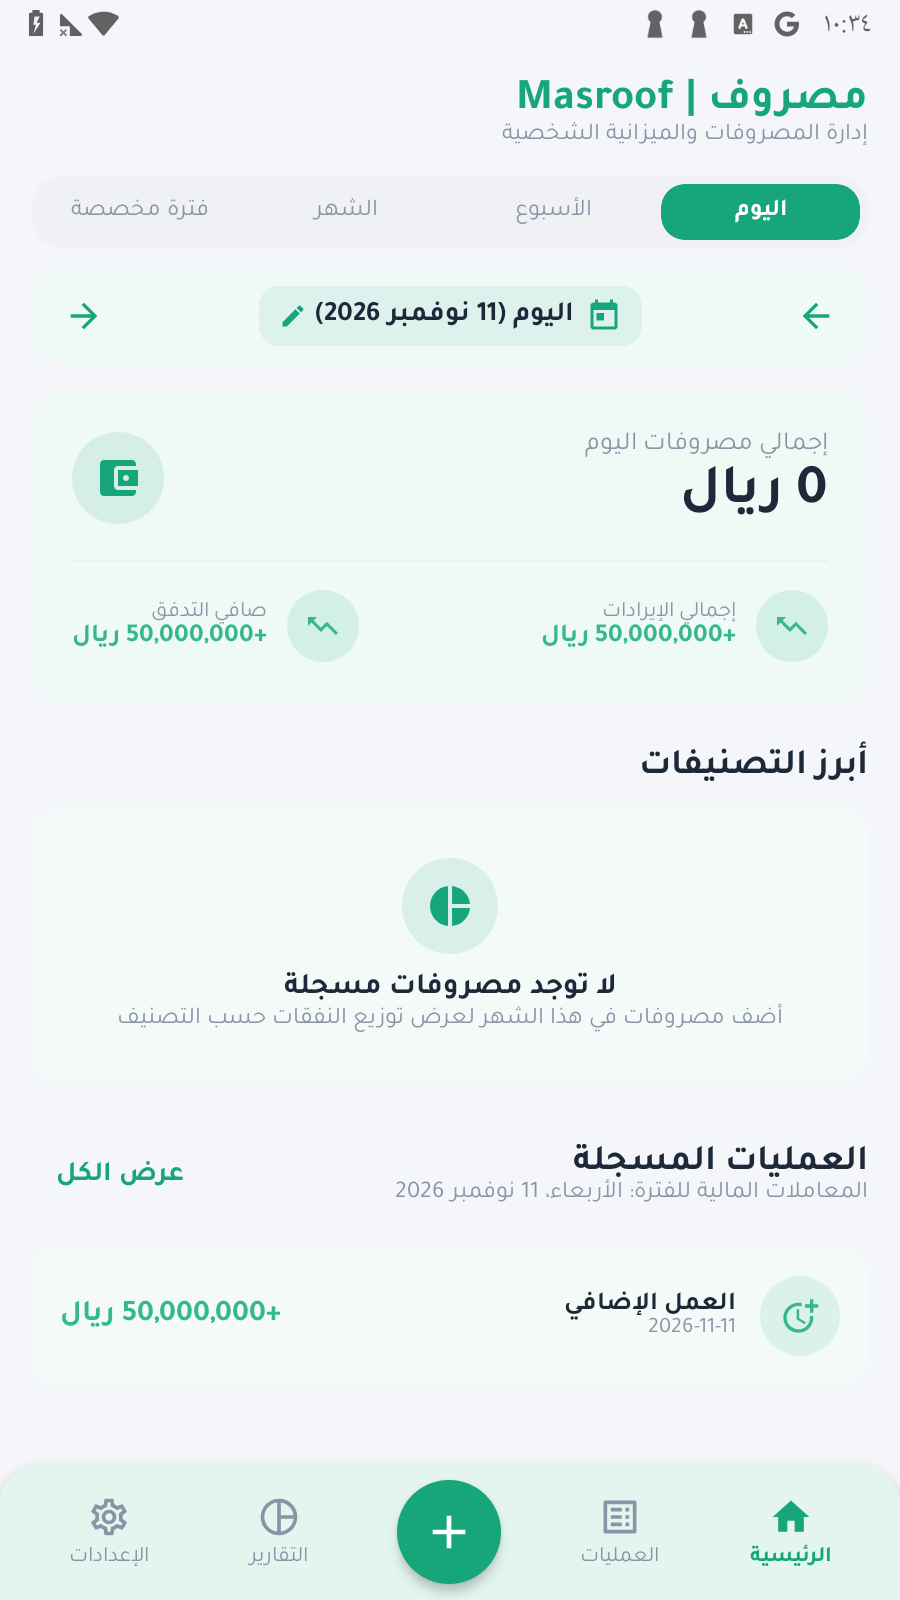 ١٠:٣٤
مصروف | Masroof
إدارة المصروفات والميزانية الشخصية
اليوم
الأسبوع
الشهر
فترة مخصصة
اليوم (11 نوفمبر 2026)
إجمالي مصروفات اليوم
0 ريال
إجمالي الإيرادات
+50,000,000 ريال
صافي التدفق
+50,000,000 ريال
أبرز التصنيفات
لا توجد مصروفات مسجلة
أضف مصروفات في هذا الشهر لعرض توزيع النفقات حسب التصنيف
العمليات المسجلة
عرض الكل
المعاملات المالية للفترة: الأربعاء، 11 نوفمبر 2026
العمل الإضافي
+50,000,000 ريال
2026-11-11
الرئيسية
العمليات
التقارير
الإعدادات